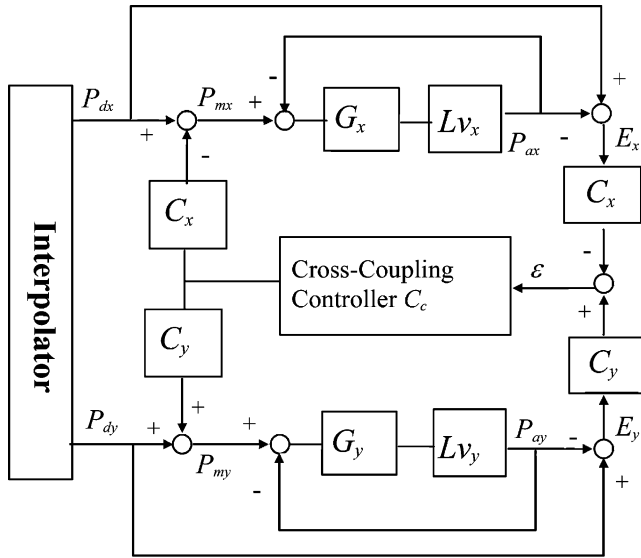 P_dx
P_mx
+
-
+
-
G_x
Lv_x
P_ax
-
+
E_x
C_x
C_x
-
Interpolator
Cross-Coupling
Controller C_c
ε
+
C_y
C_y
+
P_dy
+
P_my
+
-
G_y
Lv_y
P_ay
-
+
E_y